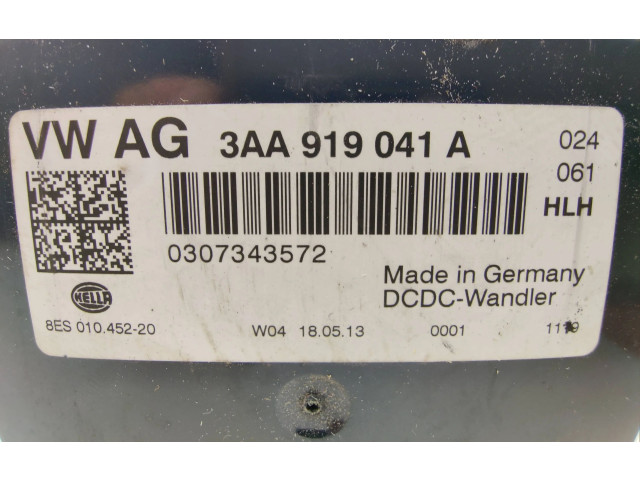 VW AG 3AA 919 041 A 024
061
HLH
0307343572
Made in Germany
DCDC-Wandler
HELLA
8ES 010.452-20 W04 18.05.13 0001